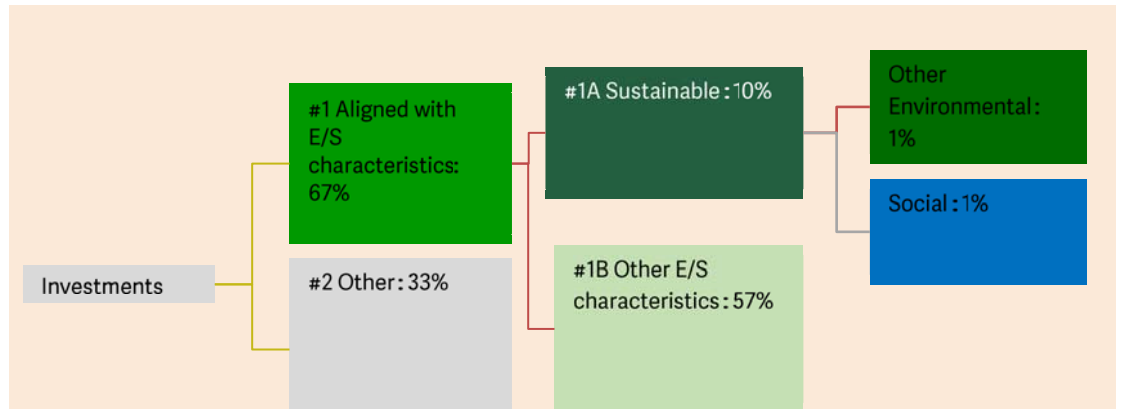 Investments
#1 Aligned with
E/S
characteristics:
67%
#2 Other: 33%
#1A Sustainable: 10%
#1B Other E/S
characteristics: 57%
Other
Environmental:
1%
Social: 1%